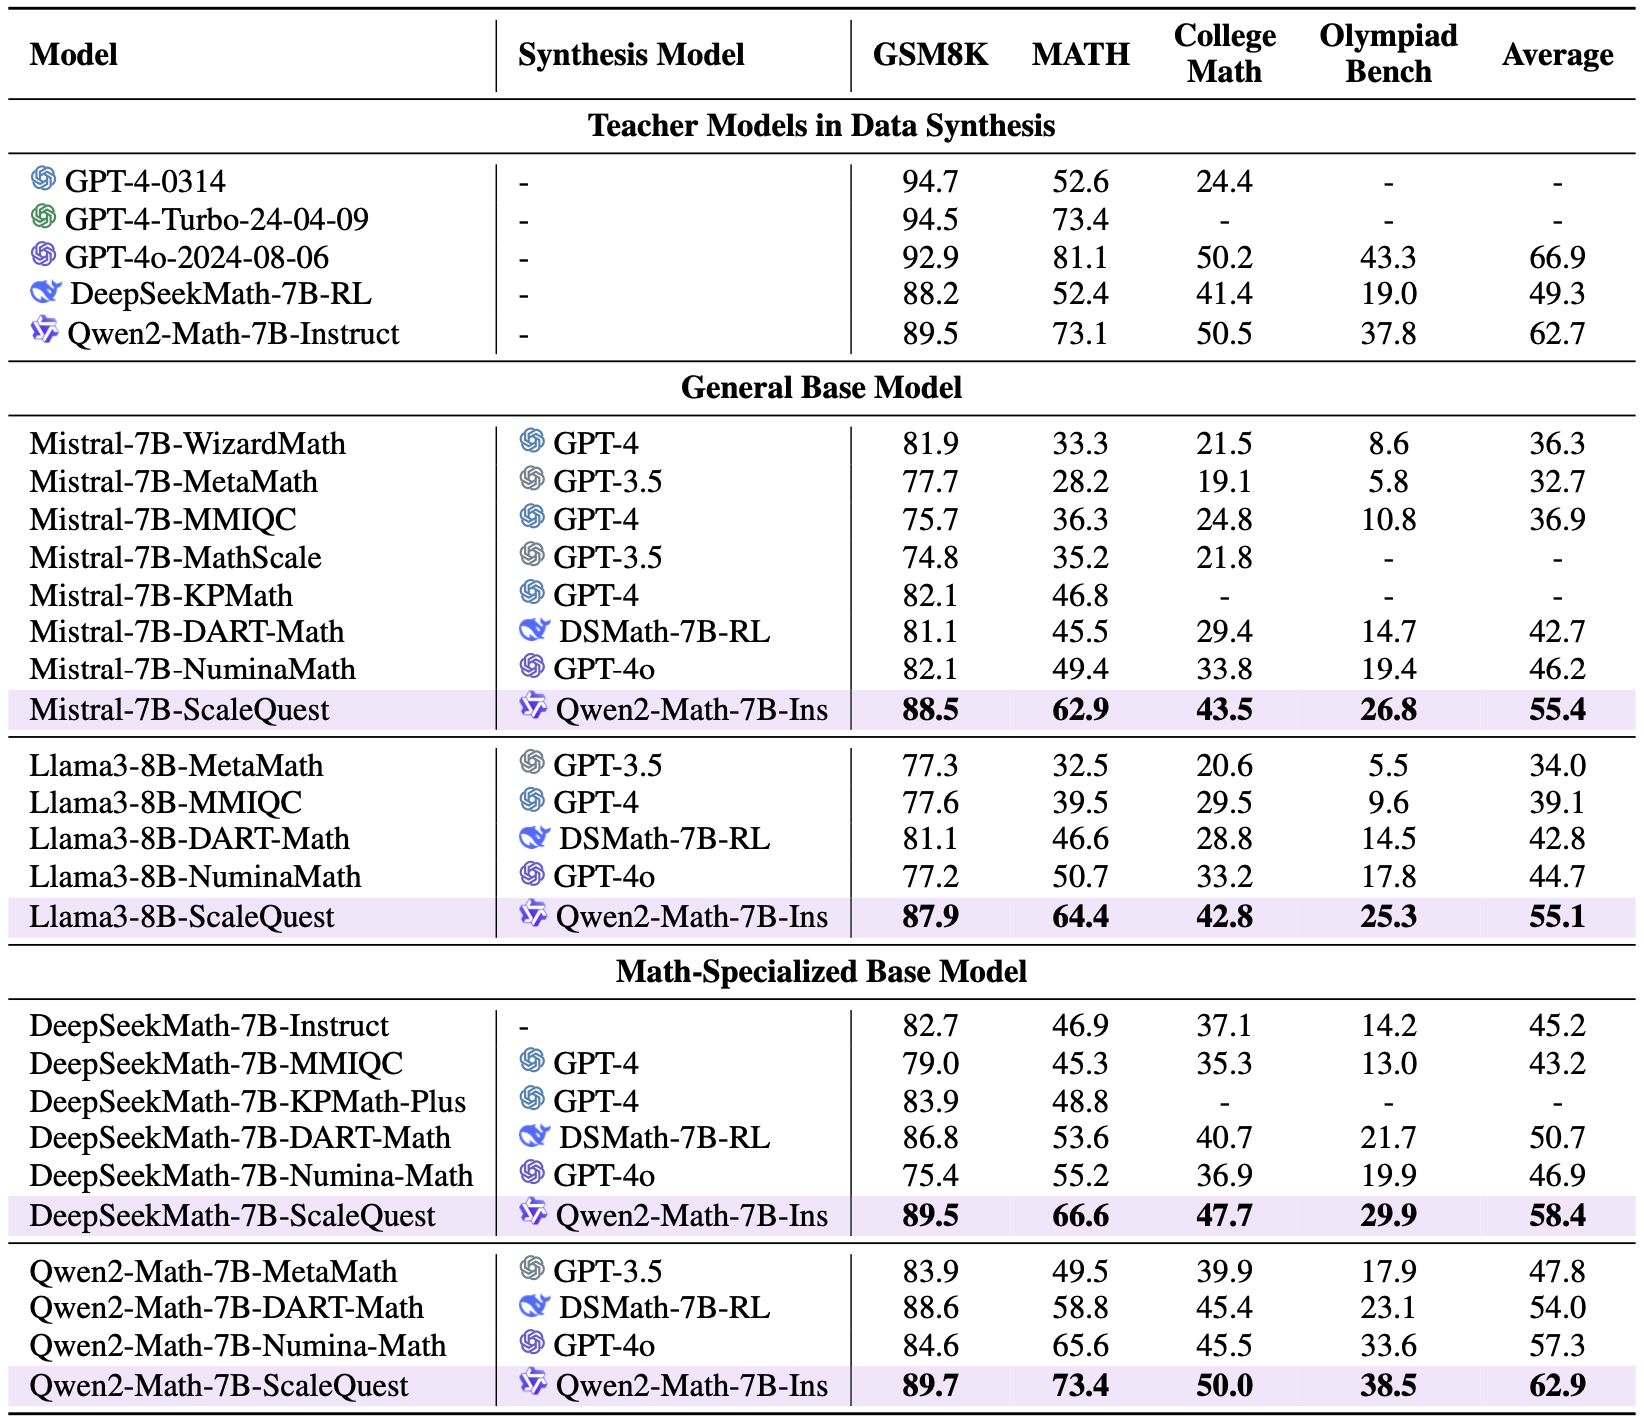 Model Synthesis Model GSM8K MATH College Math Olympiad Bench Average
Teacher Models in Data Synthesis
GPT-4-0314 - 94.7 52.6 24.4 - -
GPT-4-Turbo-24-04-09 - 94.5 73.4 - - -
GPT-4o-2024-08-06 - 92.9 81.1 50.2 43.3 66.9
DeepSeekMath-7B-RL - 88.2 52.4 41.4 19.0 49.3
Qwen2-Math-7B-Instruct - 89.5 73.1 50.5 37.8 62.7
General Base Model
Mistral-7B-WizardMath GPT-4 81.9 33.3 21.5 8.6 36.3
Mistral-7B-MetaMath GPT-3.5 77.7 28.2 19.1 5.8 32.7
Mistral-7B-MMIQC GPT-4 75.7 36.3 24.8 10.8 36.9
Mistral-7B-MathScale GPT-3.5 74.8 35.2 21.8 - -
Mistral-7B-KPMath GPT-4 82.1 46.8 - - -
Mistral-7B-DART-Math DSMath-7B-RL 81.1 45.5 29.4 14.7 42.7
Mistral-7B-NuminaMath GPT-4o 82.1 49.4 33.8 19.4 46.2
Mistral-7B-ScaleQuest Qwen2-Math-7B-Ins 88.5 62.9 43.5 26.8 55.4
Llama3-8B-MetaMath GPT-3.5 77.3 32.5 20.6 5.5 34.0
Llama3-8B-MMIQC GPT-4 77.6 39.5 29.5 9.6 39.1
Llama3-8B-DART-Math DSMath-7B-RL 81.1 46.6 28.8 14.5 42.8
Llama3-8B-NuminaMath GPT-4o 77.2 50.7 33.2 17.8 44.7
Llama3-8B-ScaleQuest Qwen2-Math-7B-Ins 87.9 64.4 42.8 25.3 55.1
Math-Specialized Base Model
DeepSeekMath-7B-Instruct - 82.7 46.9 37.1 14.2 45.2
DeepSeekMath-7B-MMIQC GPT-4 79.0 45.3 35.3 13.0 43.2
DeepSeekMath-7B-KPMath-Plus GPT-4 83.9 48.8 - - -
DeepSeekMath-7B-DART-Math DSMath-7B-RL 86.8 53.6 40.7 21.7 50.7
DeepSeekMath-7B-Numina-Math GPT-4o 75.4 55.2 36.9 19.9 46.9
DeepSeekMath-7B-ScaleQuest Qwen2-Math-7B-Ins 89.5 66.6 47.7 29.9 58.4
Qwen2-Math-7B-MetaMath GPT-3.5 83.9 49.5 39.9 17.9 47.8
Qwen2-Math-7B-DART-Math DSMath-7B-RL 88.6 58.8 45.4 23.1 54.0
Qwen2-Math-7B-Numina-Math GPT-4o 84.6 65.6 45.5 33.6 57.3
Qwen2-Math-7B-ScaleQuest Qwen2-Math-7B-Ins 89.7 73.4 50.0 38.5 62.9